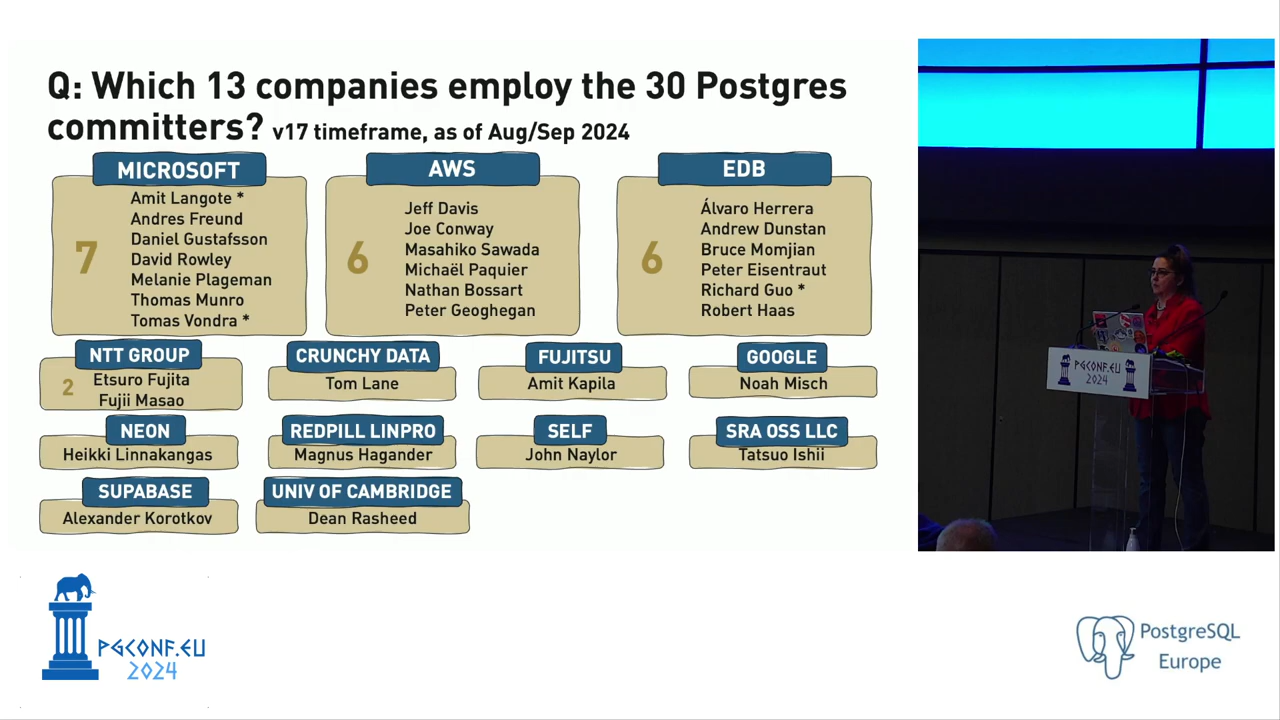 Q: Which 13 companies employ the 30 Postgres
committers? v17 timeframe, as of Aug/Sep 2024
MICROSOFT
7
Amit Langote *
Andres Freund
Daniel Gustafsson
David Rowley
Melanie Plageman
Thomas Munro
Tomas Vondra *
AWS
6
Jeff Davis
Joe Conway
Masahiko Sawada
Michaël Paquier
Nathan Bossart
Peter Geoghegan
EDB
6
Álvaro Herrera
Andrew Dunstan
Bruce Momjian
Peter Eisentraut
Richard Guo *
Robert Haas
NTT GROUP
2
Etsuro Fujita
Fujii Masao
CRUNCHY DATA
Tom Lane
FUJITSU
Amit Kapila
GOOGLE
Noah Misch
NEON
Heikki Linnakangas
REDPILL LINPRO
Magnus Hagander
SELF
John Naylor
SRA OSS LLC
Tatsuo Ishii
SUPABASE
Alexander Korotkov
UNIV OF CAMBRIDGE
Dean Rasheed
PGCONF.EU
2024
PGCONF.EU
2024
PostgreSQL
Europe